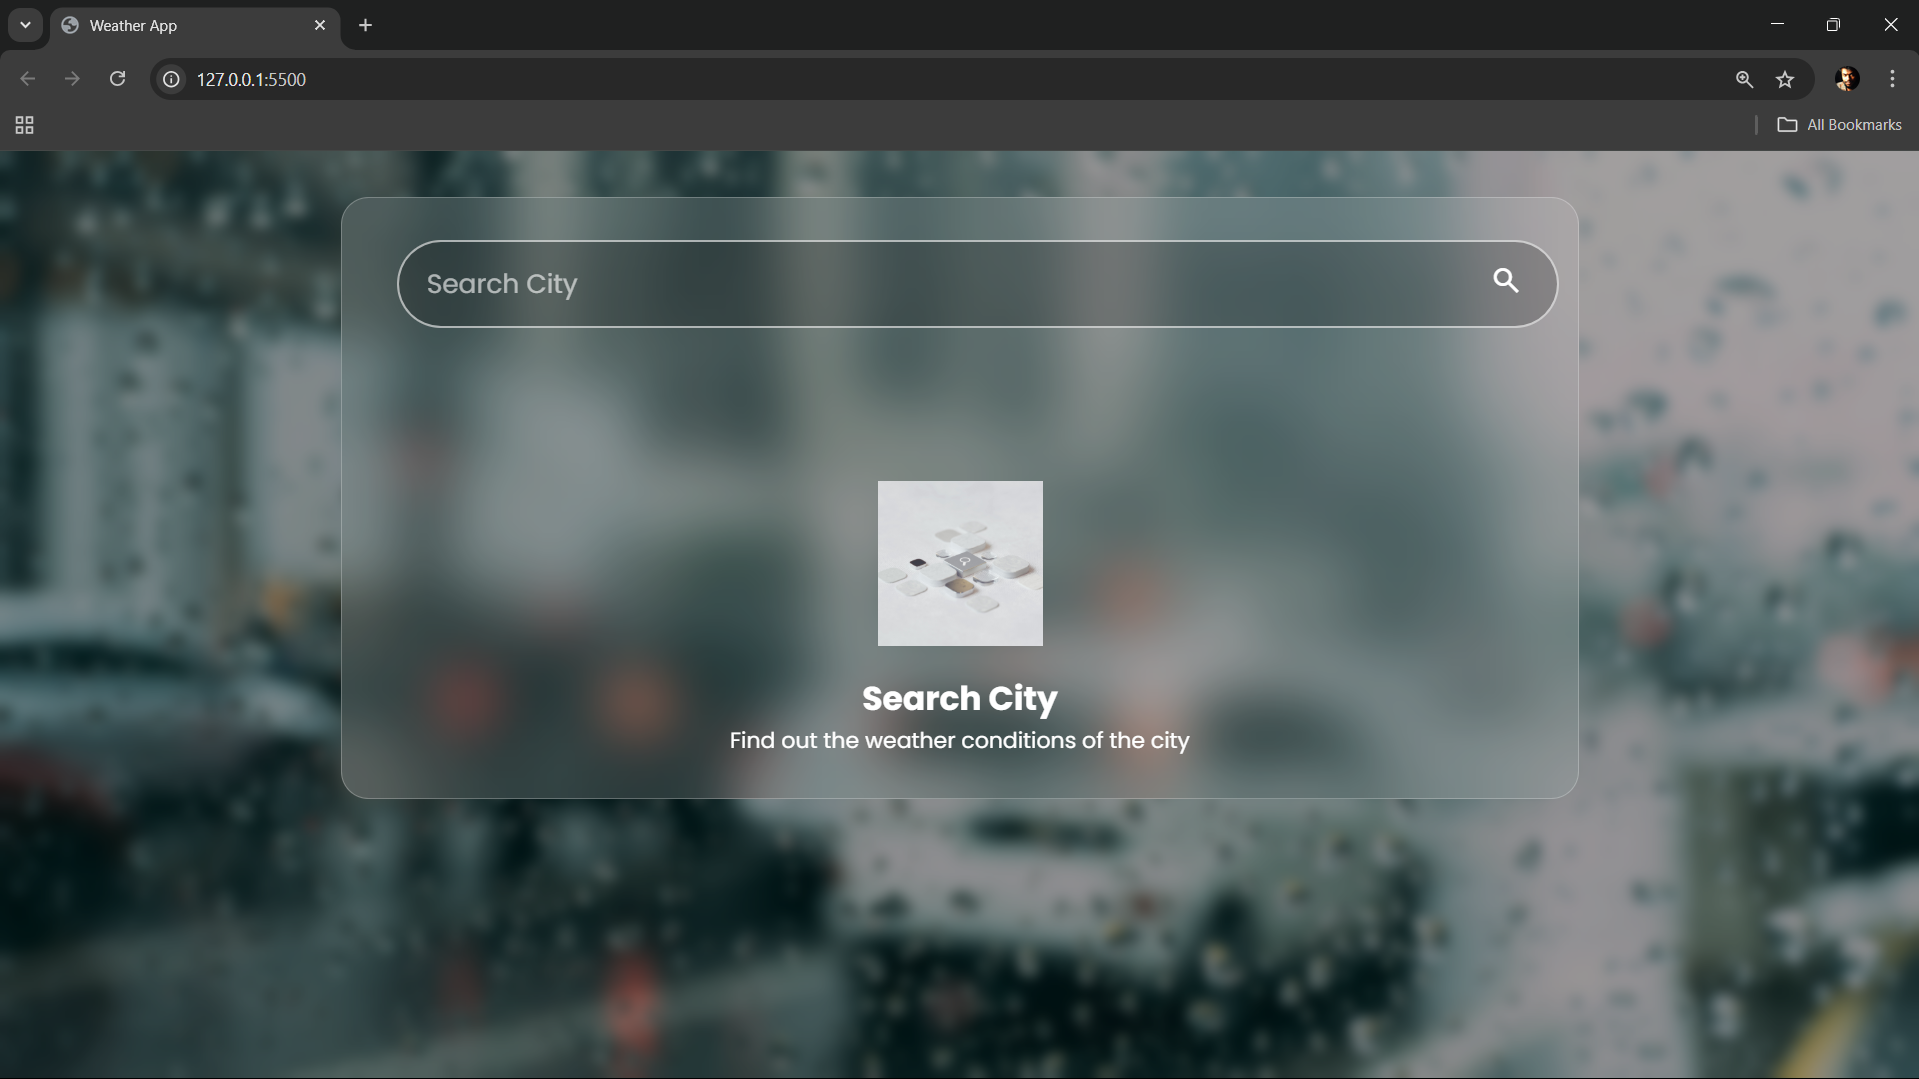 Weather App
127.0.0.1:5500
All Bookmarks
Search City
Search City
Find out the weather conditions of the city